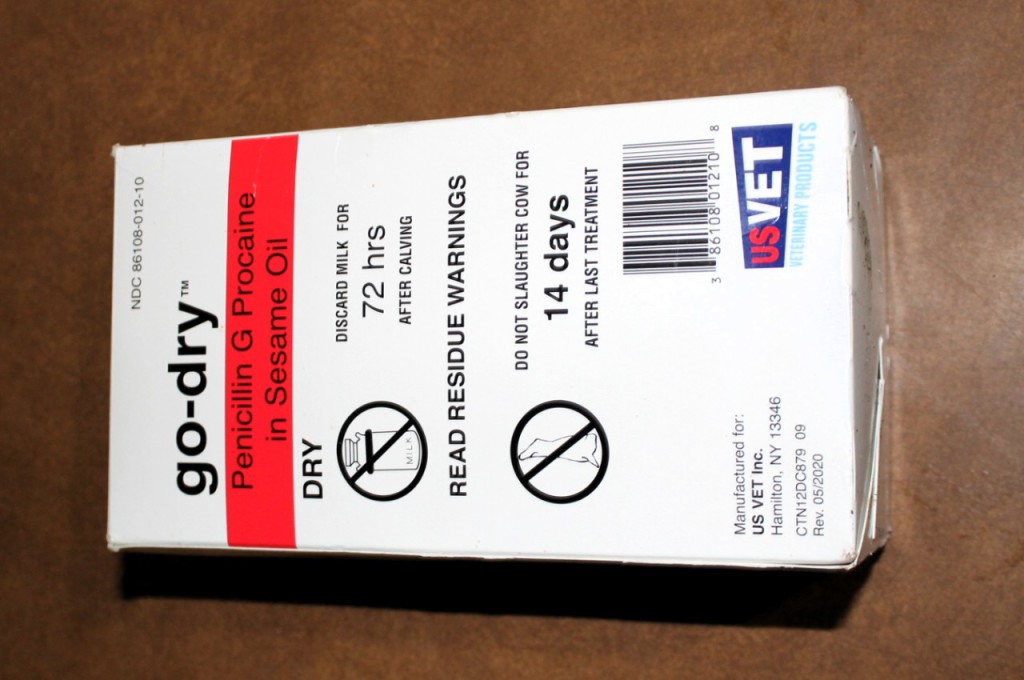 NDC 86108-012-10
go-dry™
Penicillin G Procaine
in Sesame Oil
DRY
DISCARD MILK FOR
72 hrs
AFTER CALVING
MILK
READ RESIDUE WARNINGS
DO NOT SLAUGHTER COW FOR
14 days
AFTER LAST TREATMENT
3 86108 01210 8
Manufactured for:
US VET Inc.
Hamilton, NY 13346
CTN12DC879 09
Rev. 05/2020
US VET
VETERINARY PRODUCTS